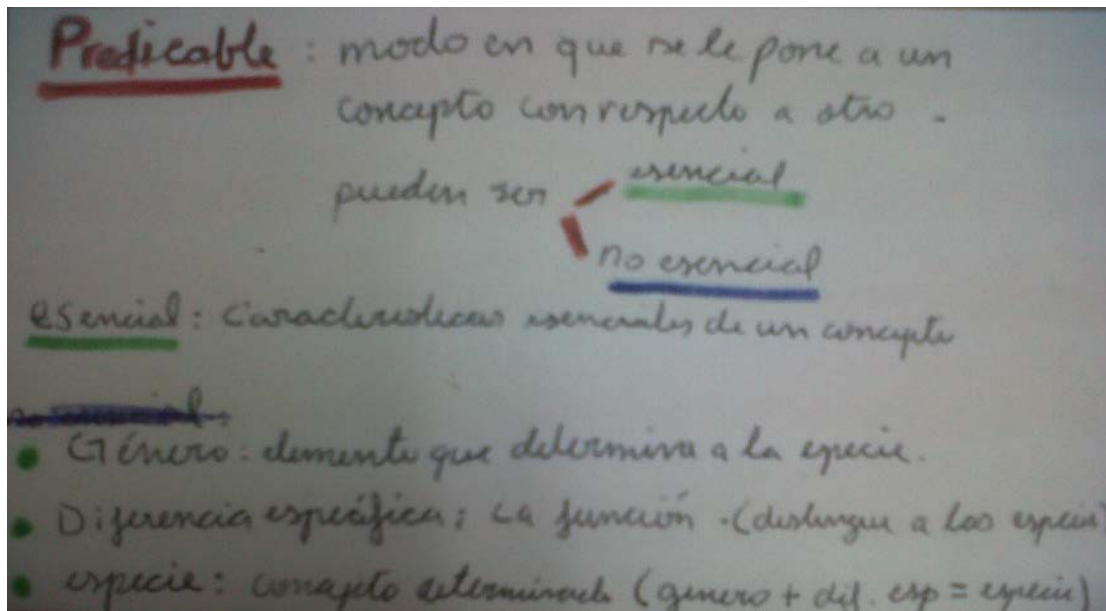 Predicable : modo en que se le pone a un
concepto con respecto a otro .
pueden ser esencial
no esencial
esencial : Caracteristicas esenciales de un concepto
Género : elemento que determina a la especie.
Diferencia específica ; La función . (distingue a las especies)
especie : concepto determinado (genero + dif. esp = especie)